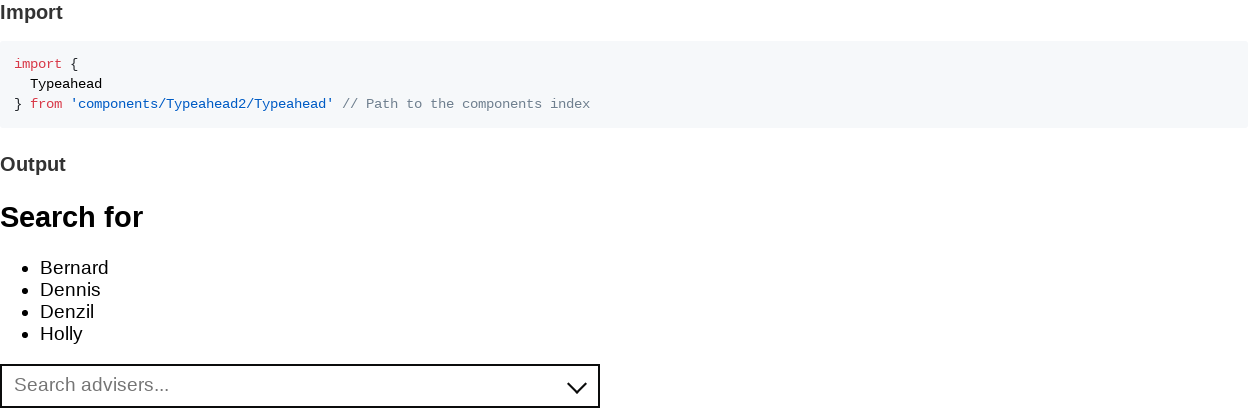 Import
import {
  Typeahead
} from 'components/Typeahead2/Typeahead' // Path to the components index
Output
Search for
Bernard
Dennis
Denzil
Holly
Search advisers...